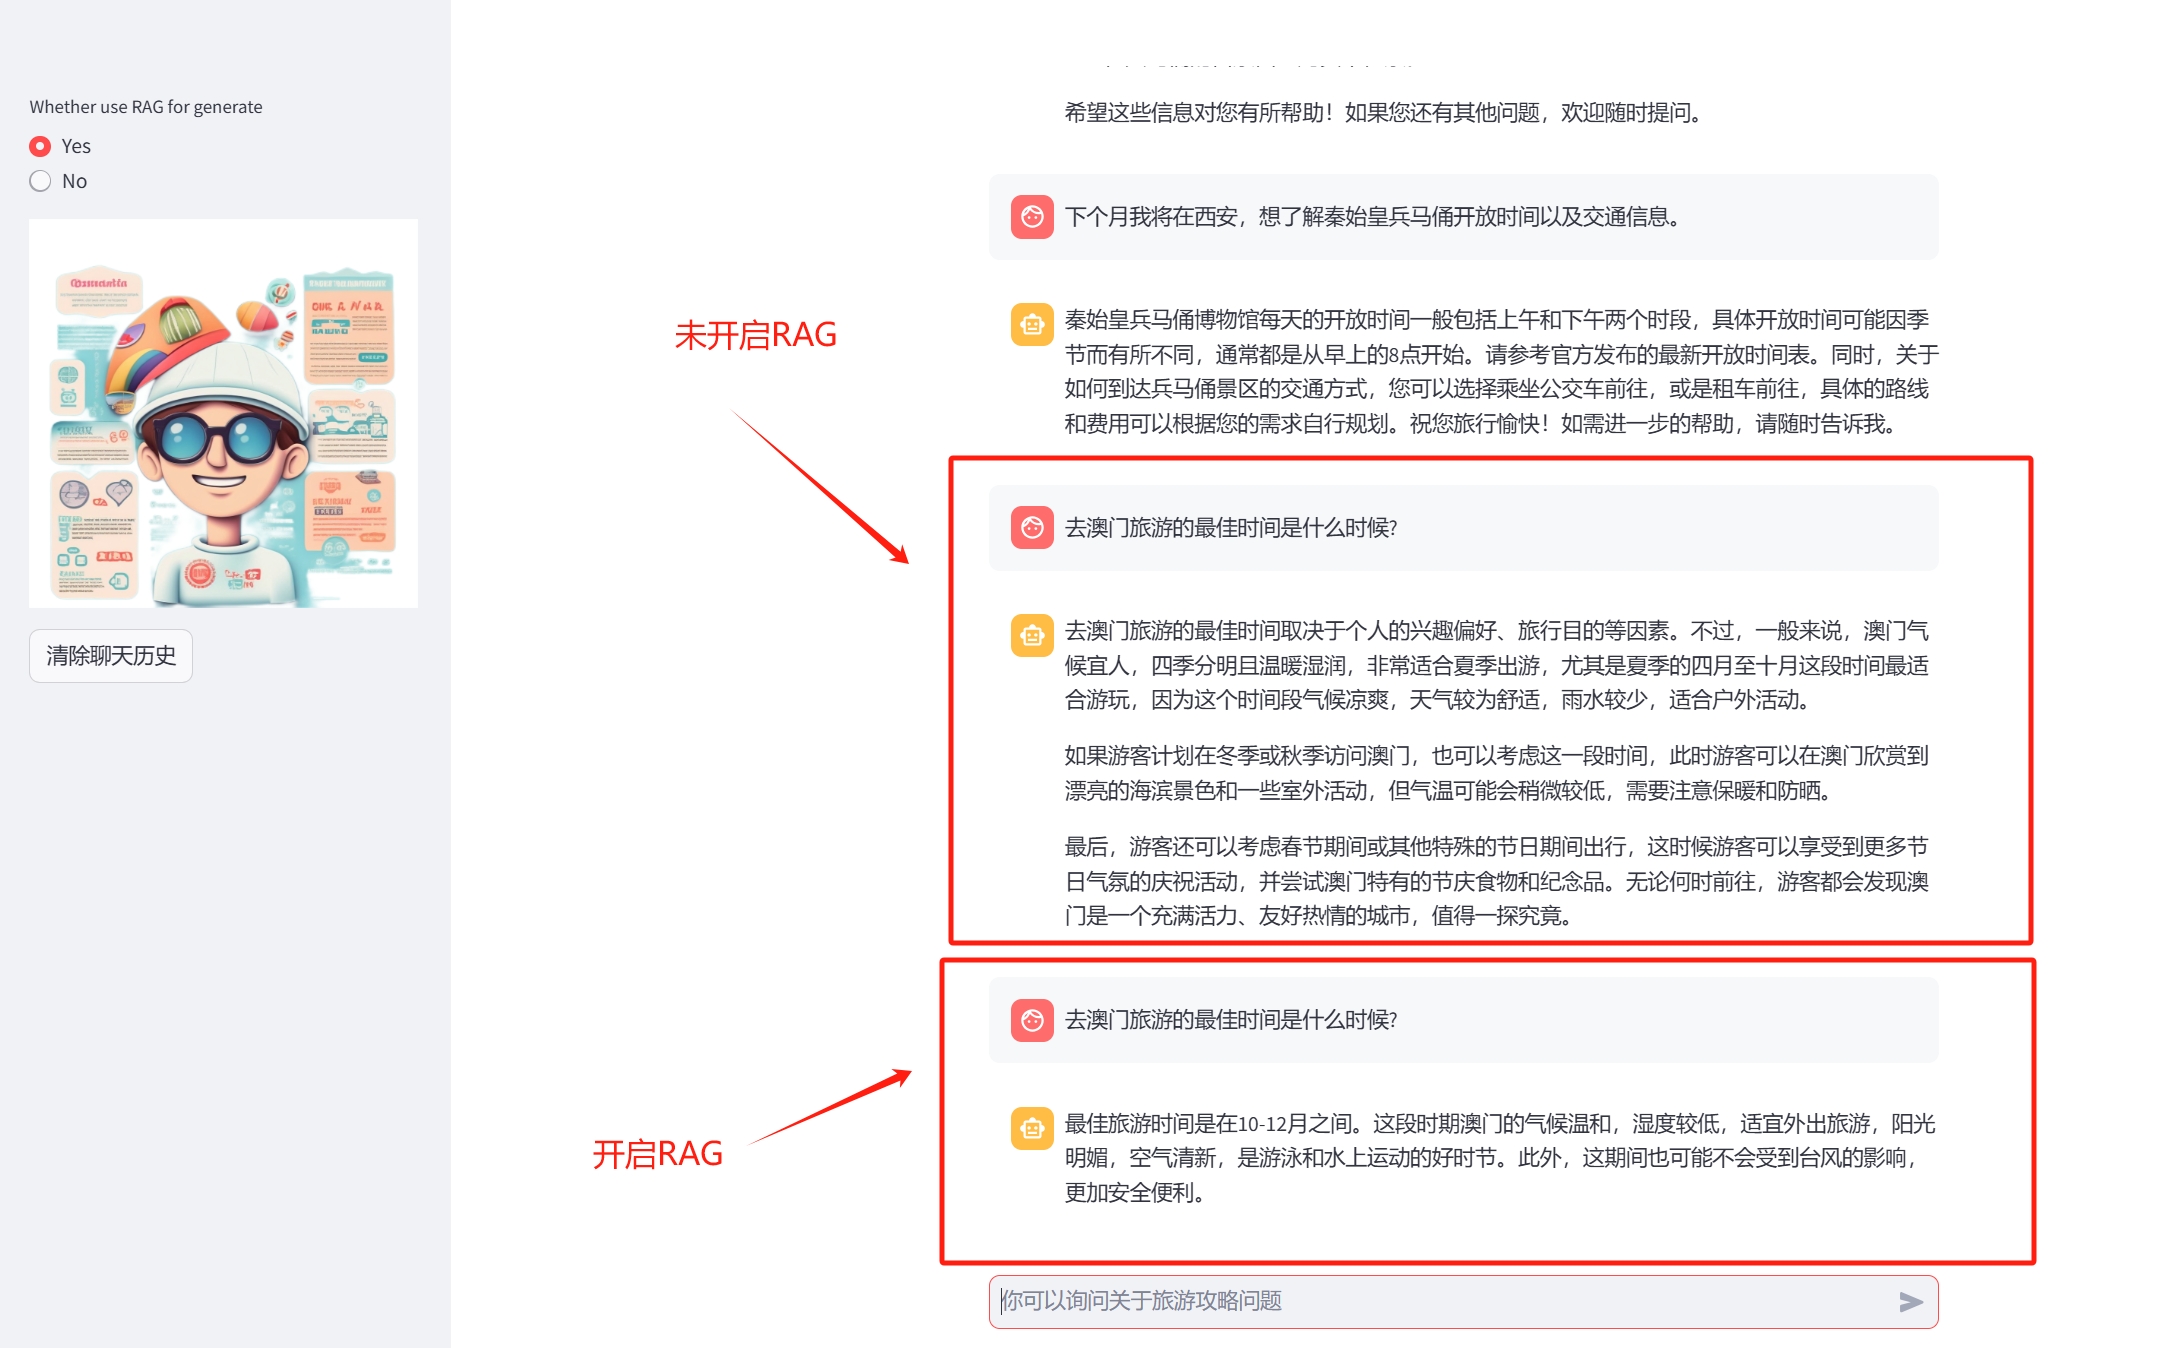 Whether use RAG for generate
Yes
No
清除聊天历史
希望这些信息对您有所帮助！如果您还有其他问题，欢迎随时提问。
下个月我将在西安，想了解秦始皇兵马俑开放时间以及交通信息。
秦始皇兵马俑博物馆每天的开放时间一般包括上午和下午两个时段，具体开放时间可能因季
节而有所不同，通常都是从早上的8点开始。请参考官方发布的最新开放时间表。同时，关于
如何到达兵马俑景区的交通方式，您可以选择乘坐公交车前往，或是租车前往，具体的路线
和费用可以根据您的需求自行规划。祝您旅行愉快！如需进一步的帮助，请随时告诉我。
未开启RAG
去澳门旅游的最佳时间是什么时候?
去澳门旅游的最佳时间取决于个人的兴趣偏好、旅行目的等因素。不过，一般来说，澳门气
候宜人，四季分明且温暖湿润，非常适合夏季出游，尤其是夏季的四月至十月这段时间最适
合游玩，因为这个时间段气候凉爽，天气较为舒适，雨水较少，适合户外活动。
如果游客计划在冬季或秋季访问澳门，也可以考虑这一段时间，此时游客可以在澳门欣赏到
漂亮的海滨景色和一些室外活动，但气温可能会稍微较低，需要注意保暖和防晒。
最后，游客还可以考虑春节期间或其他特殊的节日期间出行，这时候游客可以享受到更多节
日气氛的庆祝活动，并尝试澳门特有的节庆食物和纪念品。无论何时前往，游客都会发现澳
门是一个充满活力、友好热情的城市，值得一探究竟。
开启RAG
去澳门旅游的最佳时间是什么时候?
最佳旅游时间是在10-12月之间。这段时期澳门的气候温和，湿度较低，适宜外出旅游，阳光
明媚，空气清新，是游泳和水上运动的好时节。此外，这期间也可能不会受到台风的影响，
更加安全便利。
你可以询问关于旅游攻略问题